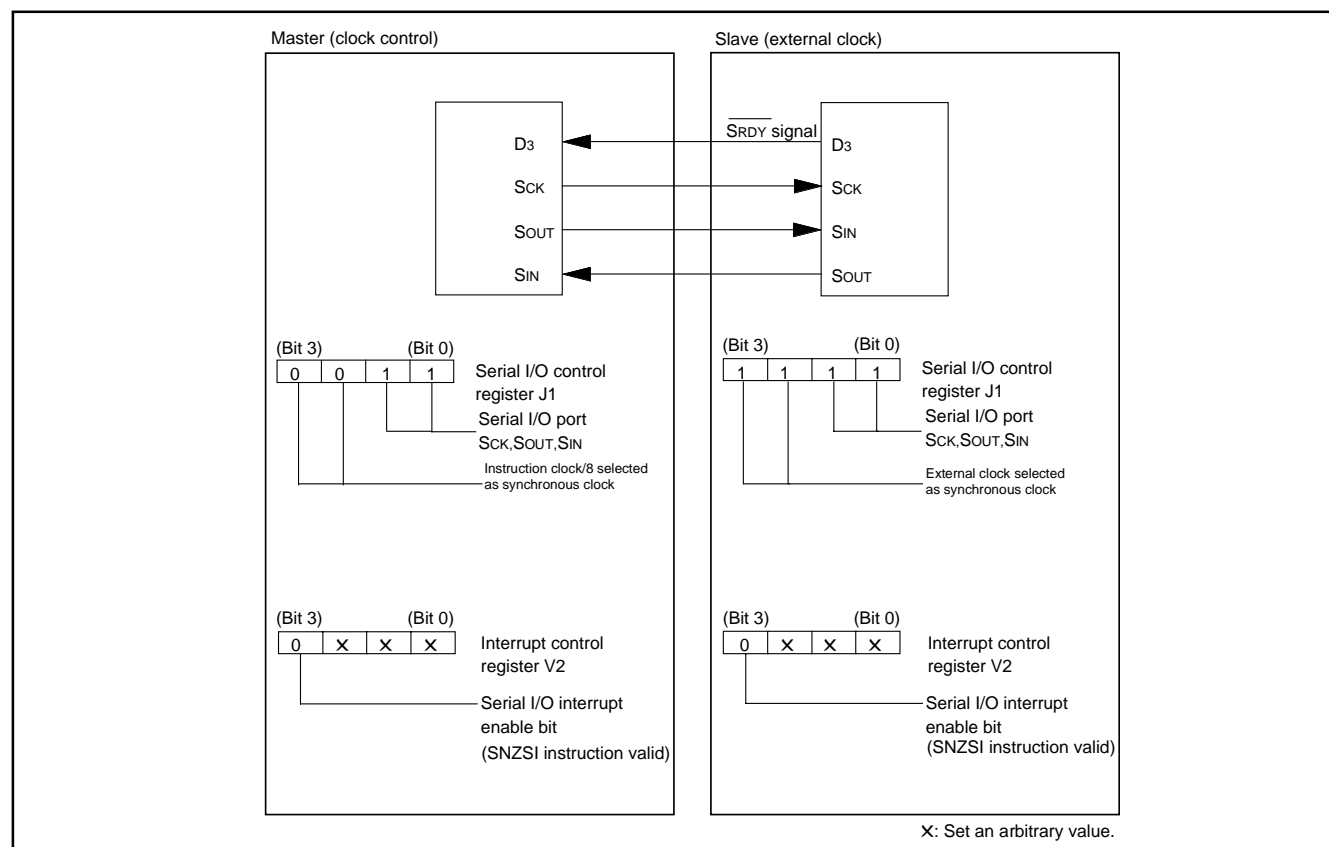 Master (clock control)
D3
SCK
SOUT
SIN
(Bit 3) (Bit 0)
0 0 1 1
Serial I/O control
register J1
Serial I/O port
SCK,SOUT,SIN
Instruction clock/8 selected
as synchronous clock
(Bit 3) (Bit 0)
0 × × ×
Interrupt control
register V2
Serial I/O interrupt
enable bit
(SNZSI instruction valid)
Slave (external clock)
S̅R̅D̅Y̅ signal
D3
SCK
SIN
SOUT
(Bit 3) (Bit 0)
1 1 1 1
Serial I/O control
register J1
Serial I/O port
SCK,SOUT,SIN
External clock selected
as synchronous clock
(Bit 3) (Bit 0)
0 × × ×
Interrupt control
register V2
Serial I/O interrupt
enable bit
(SNZSI instruction valid)
×: Set an arbitrary value.